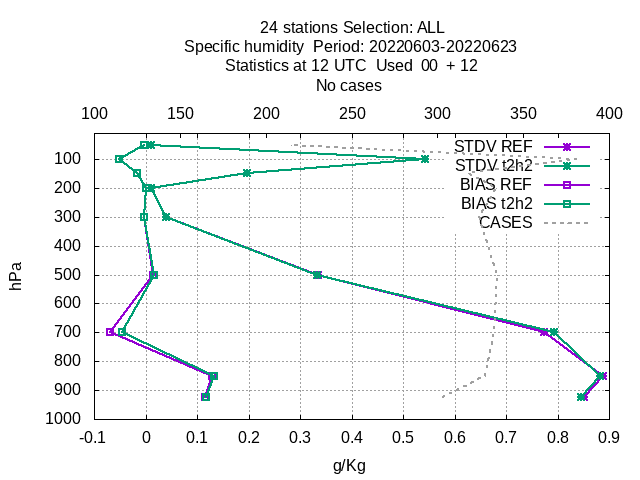 24 stations Selection: ALL
Specific humidity  Period: 20220603-20220623
Statistics at 12 UTC  Used  00  + 12
No cases
100 150 200 250 300 350 400
STDV REF
STDV t2h2
BIAS REF
BIAS t2h2
CASES
hPa
100
200
300
400
500
600
700
800
900
1000
-0.1 0 0.1 0.2 0.3 0.4 0.5 0.6 0.7 0.8 0.9
g/Kg